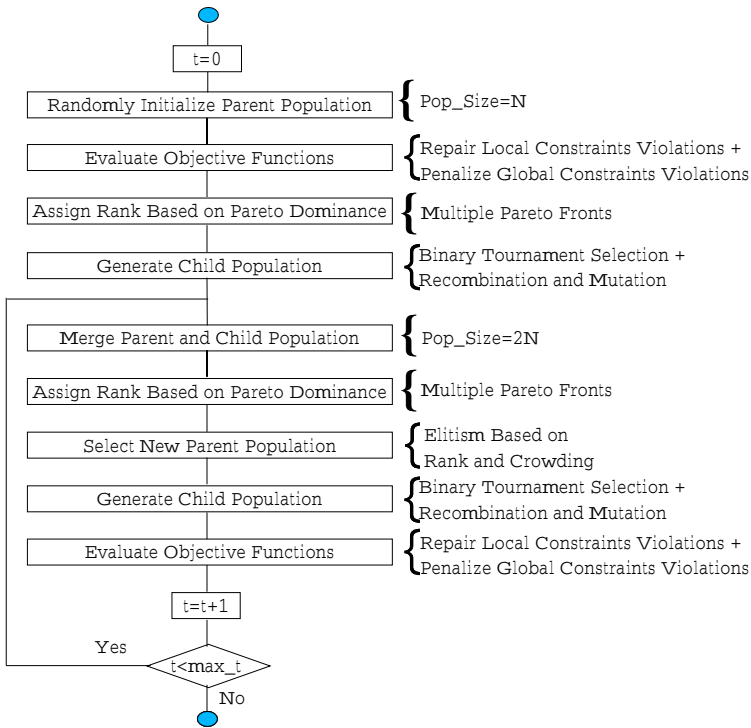 t=0
Randomly Initialize Parent Population
Pop_Size=N
Evaluate Objective Functions
Repair Local Constraints Violations +
Penalize Global Constraints Violations
Assign Rank Based on Pareto Dominance
Multiple Pareto Fronts
Generate Child Population
Binary Tournament Selection +
Recombination and Mutation
Merge Parent and Child Population
Pop_Size=2N
Assign Rank Based on Pareto Dominance
Multiple Pareto Fronts
Select New Parent Population
Elitism Based on
Rank and Crowding
Generate Child Population
Binary Tournament Selection +
Recombination and Mutation
Evaluate Objective Functions
Repair Local Constraints Violations +
Penalize Global Constraints Violations
t=t+1
Yes
t<max_t
No